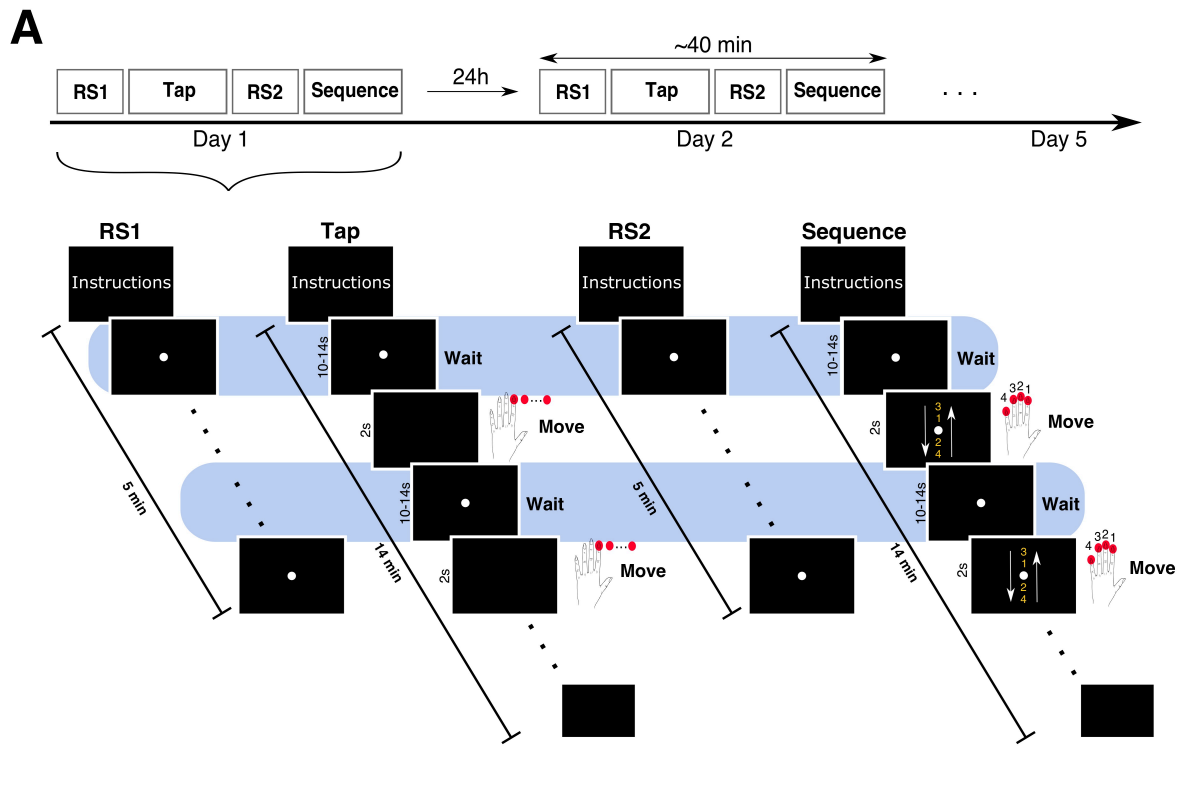 A
~40 min
RS1 Tap RS2 Sequence 24h RS1 Tap RS2 Sequence . . .
Day 1 Day 2 Day 5
RS1 Tap RS2 Sequence
Instructions Instructions Instructions Instructions
10-14s Wait 10-14s Wait
2s ... Move 2s 3 1 2 4 4 3 2 1 Move
5 min 10-14s Wait 5 min 10-14s Wait
14 min 2s ... Move 14 min 2s 3 1 2 4 4 3 2 1 Move